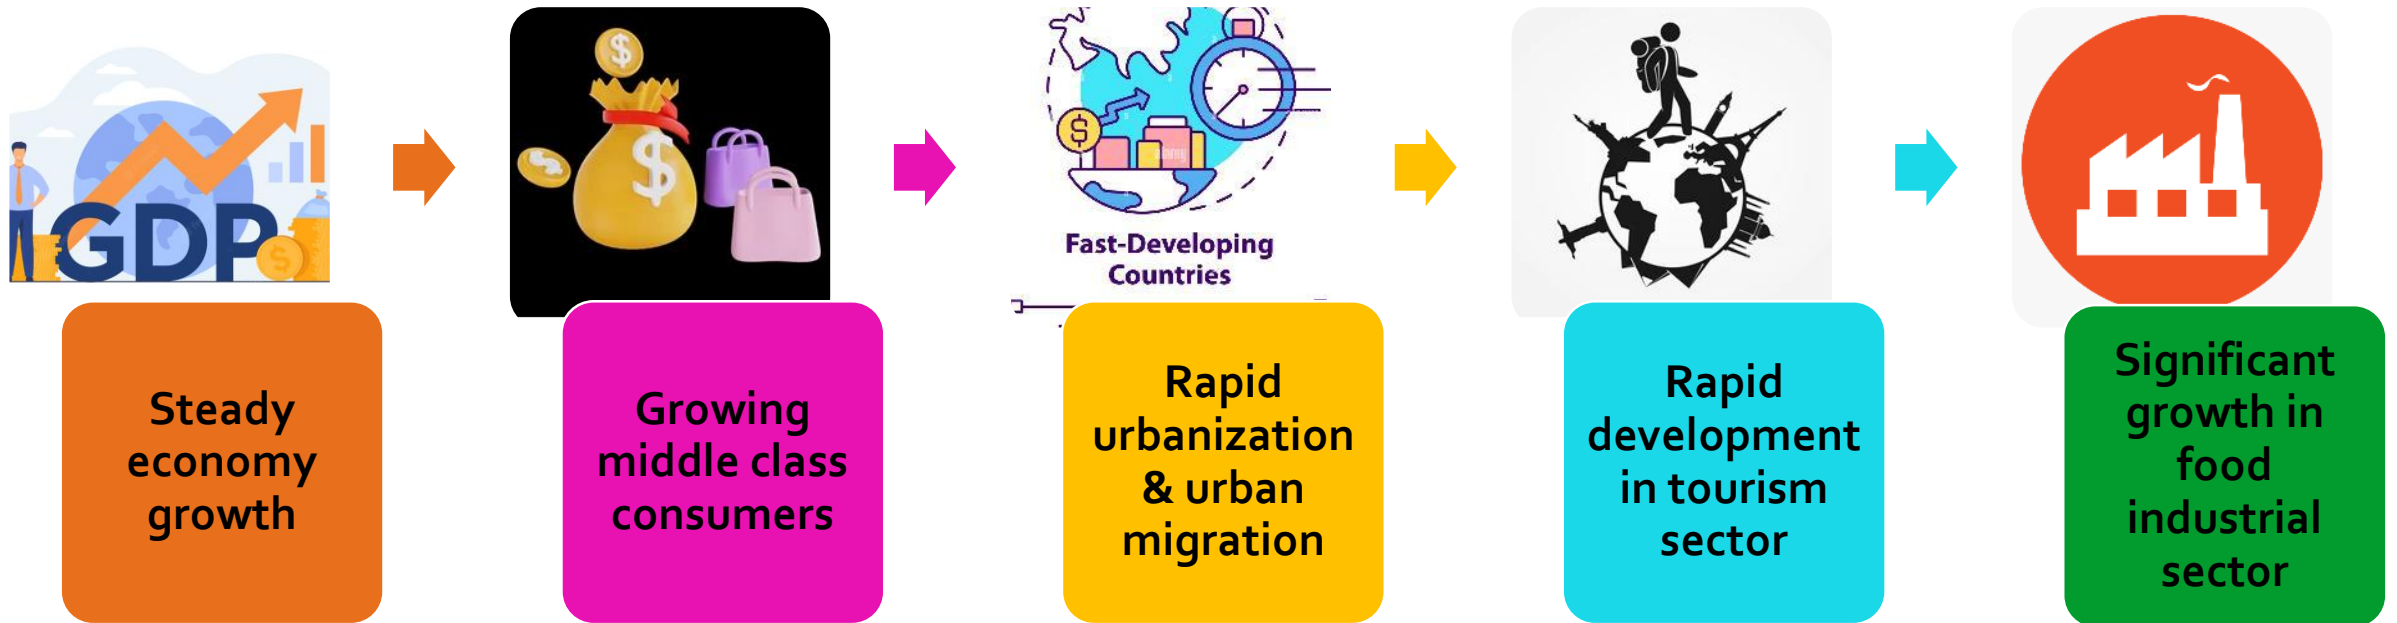 GDP
$
Steady
economy
growth
$
$
$
Growing
middle class
consumers
$
alamy
Fast-Developing
Countries
Rapid
urbanization
& urban
migration
Rapid
development
in tourism
sector
Significant
growth in
food
industrial
sector